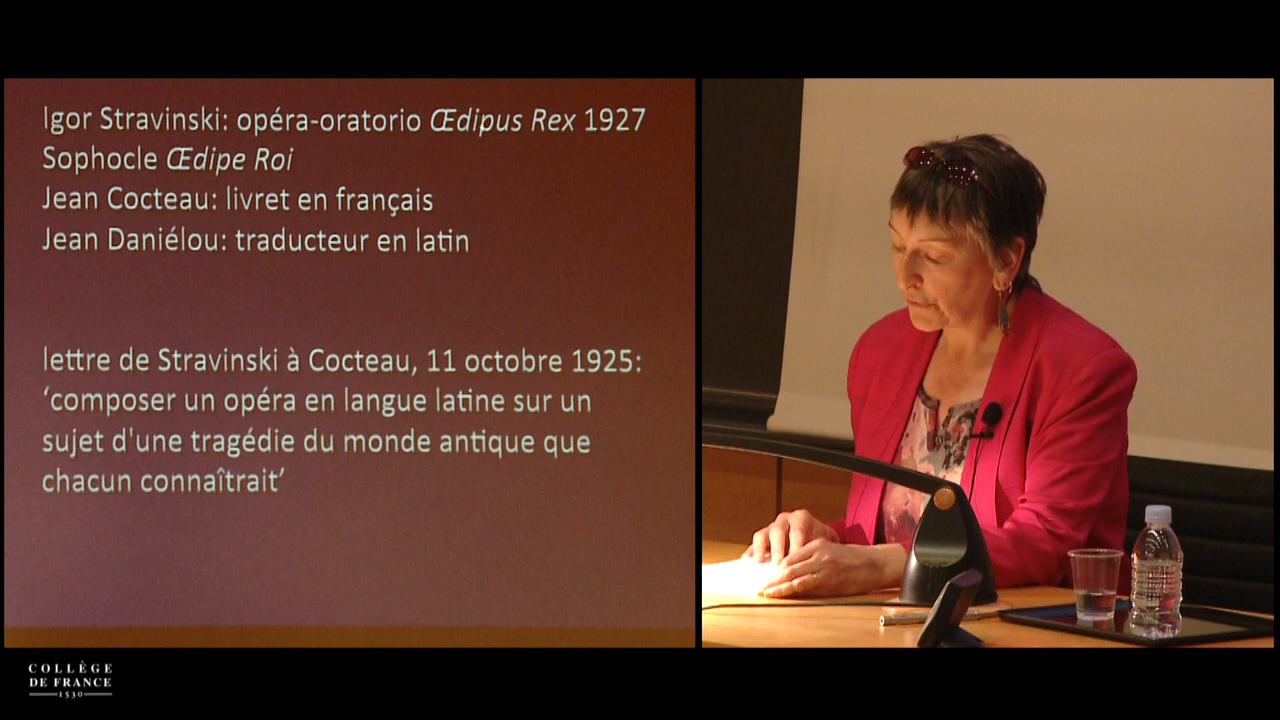 Igor Stravinski: opéra-oratorio Œdipus Rex 1927
Sophocle Œdipe Roi
Jean Cocteau: livret en français
Jean Daniélou: traducteur en latin
lettre de Stravinski à Cocteau, 11 octobre 1925:
‘composer un opéra en langue latine sur un
sujet d'une tragédie du monde antique que
chacun connaîtrait’
COLLÈGE
DE FRANCE
1530